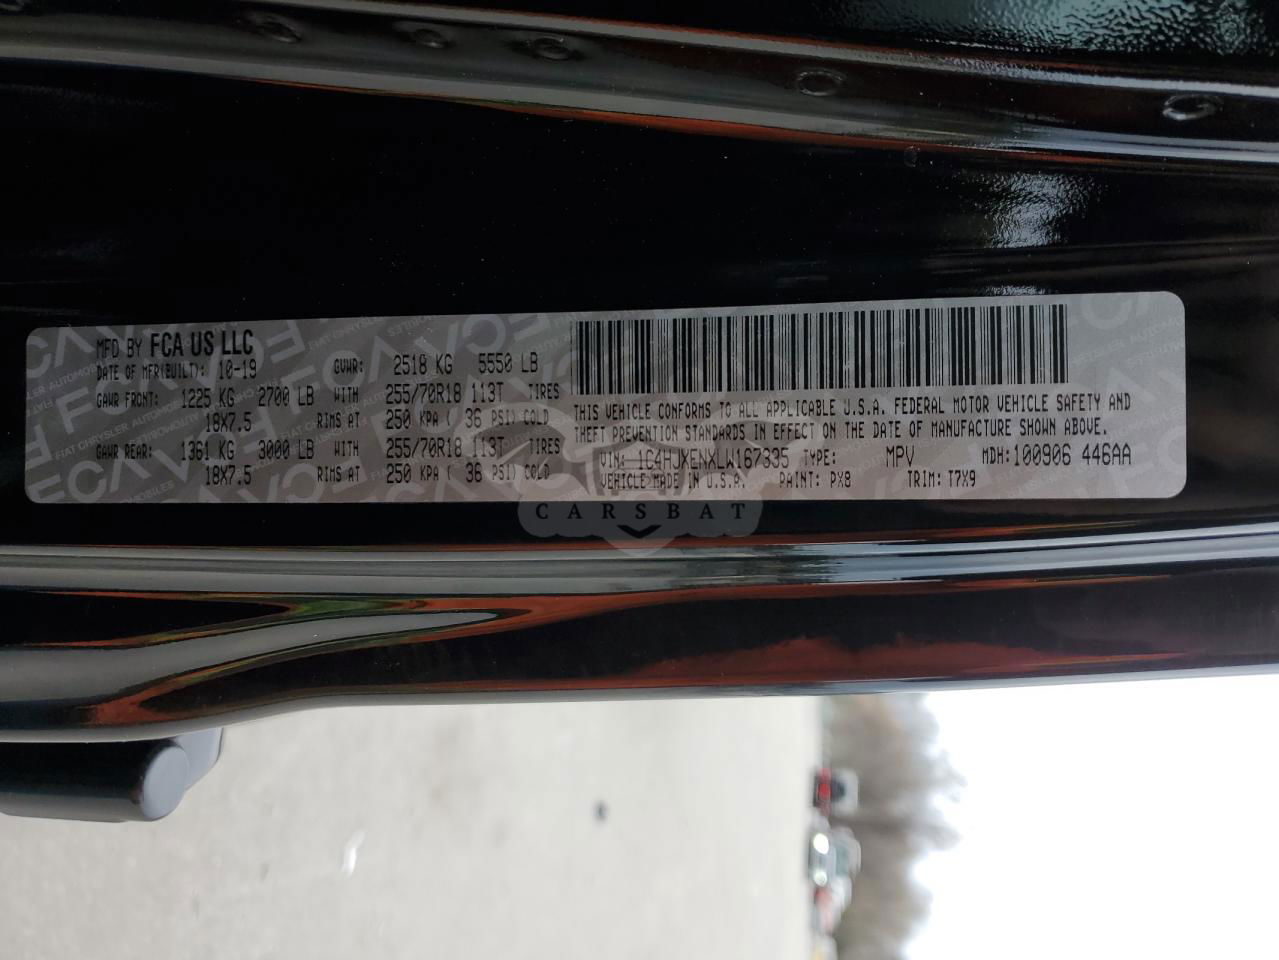 MFD BY FCA US LLC
DATE OF MFR(BUILT): 10-19 GVWR: 2518 KG 5550 LB
GAWR FRONT: 1225 KG 2700 LB WITH 255/70R18 113T TIRES
18X7.5 RIMS AT 250 KPA ( 36 PSI) COLD
GAWR REAR: 1361 KG 3000 LB WITH 255/70R18 113T TIRES
18X7.5 RIMS AT 250 KPA ( 36 PSI) COLD
THIS VEHICLE CONFORMS TO ALL APPLICABLE U.S.A. FEDERAL MOTOR VEHICLE SAFETY AND
THEFT PREVENTION STANDARDS IN EFFECT ON THE DATE OF MANUFACTURE SHOWN ABOVE.
VIN: 1C4HJXENXLW167335 TYPE: MPV MDH: 100906 446AA
VEHICLE MADE IN U.S.A. PAINT: PX8 TRIM: T7X9
CARSBAT